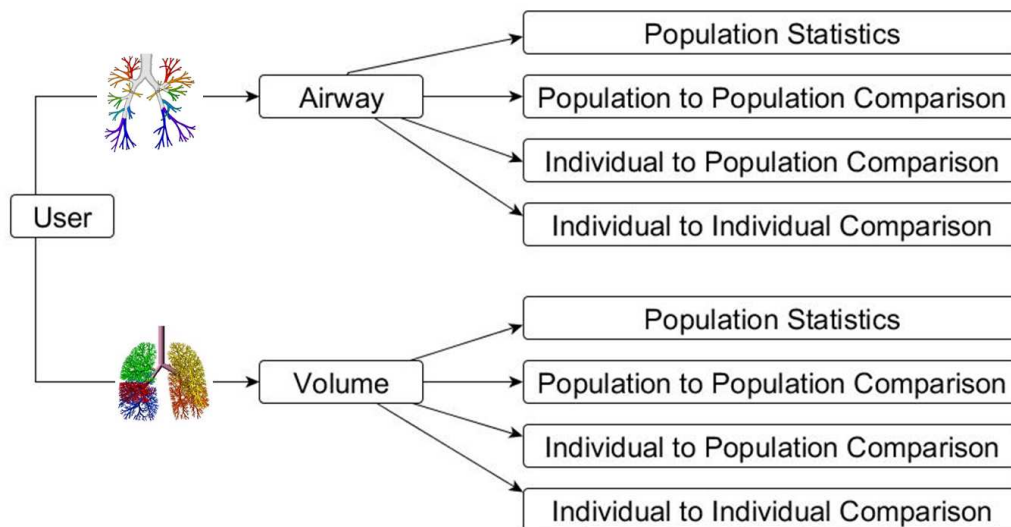 Population Statistics
Airway
Population to Population Comparison
Individual to Population Comparison
User
Individual to Individual Comparison
Population Statistics
Volume
Population to Population Comparison
Individual to Population Comparison
Individual to Individual Comparison